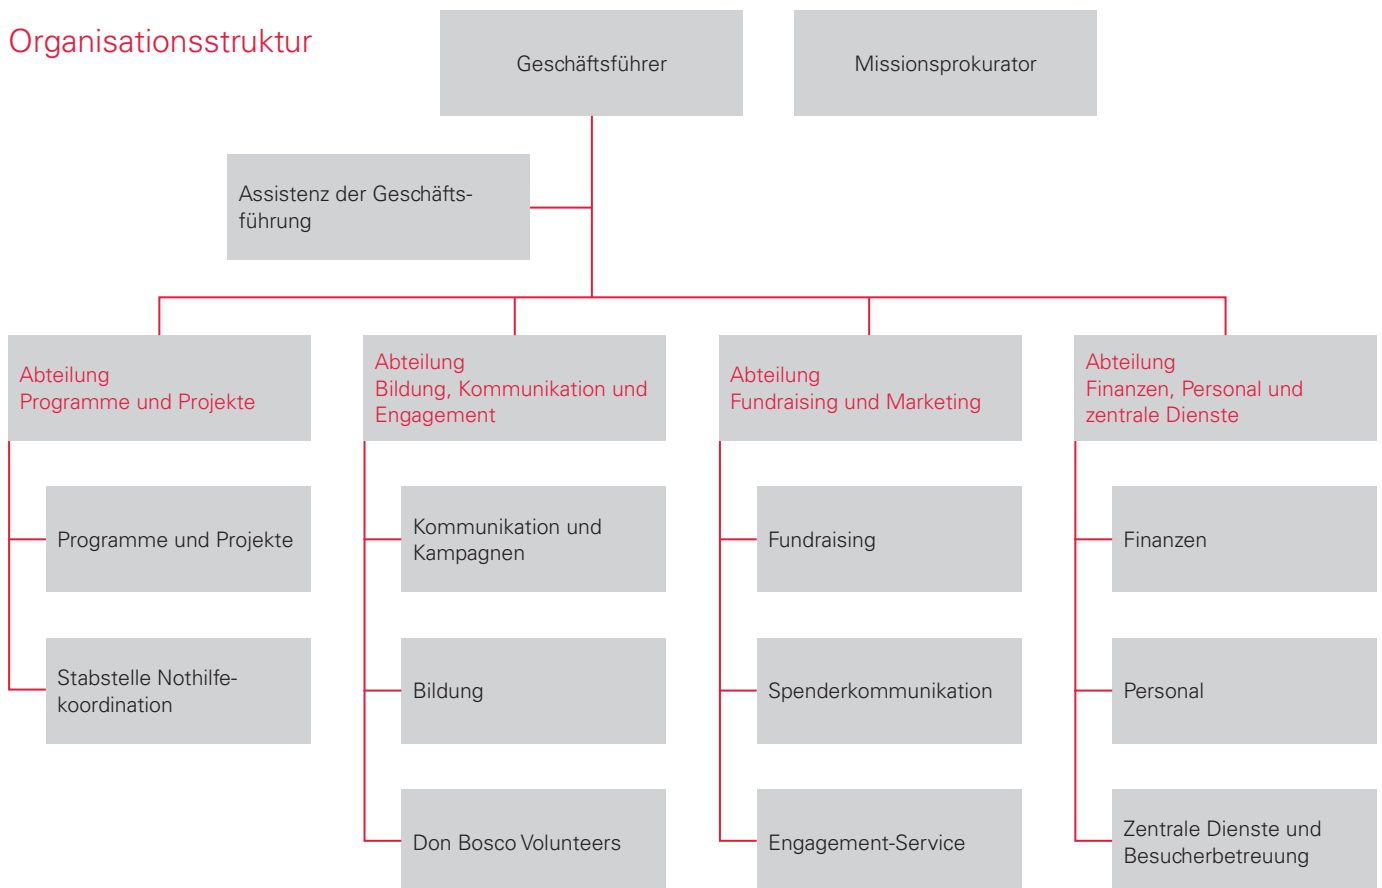 Organisationsstruktur
Geschäftsführer
Missionsprokurator
Assistenz der Geschäfts-
führung
Abteilung
Programme und Projekte
Abteilung
Bildung, Kommunikation und
Engagement
Abteilung
Fundraising und Marketing
Abteilung
Finanzen, Personal und
zentrale Dienste
Programme und Projekte
Kommunikation und
Kampagnen
Fundraising
Finanzen
Stabstelle Nothilfe-
koordination
Bildung
Spenderkommunikation
Personal
Don Bosco Volunteers
Engagement-Service
Zentrale Dienste und
Besucherbetreuung